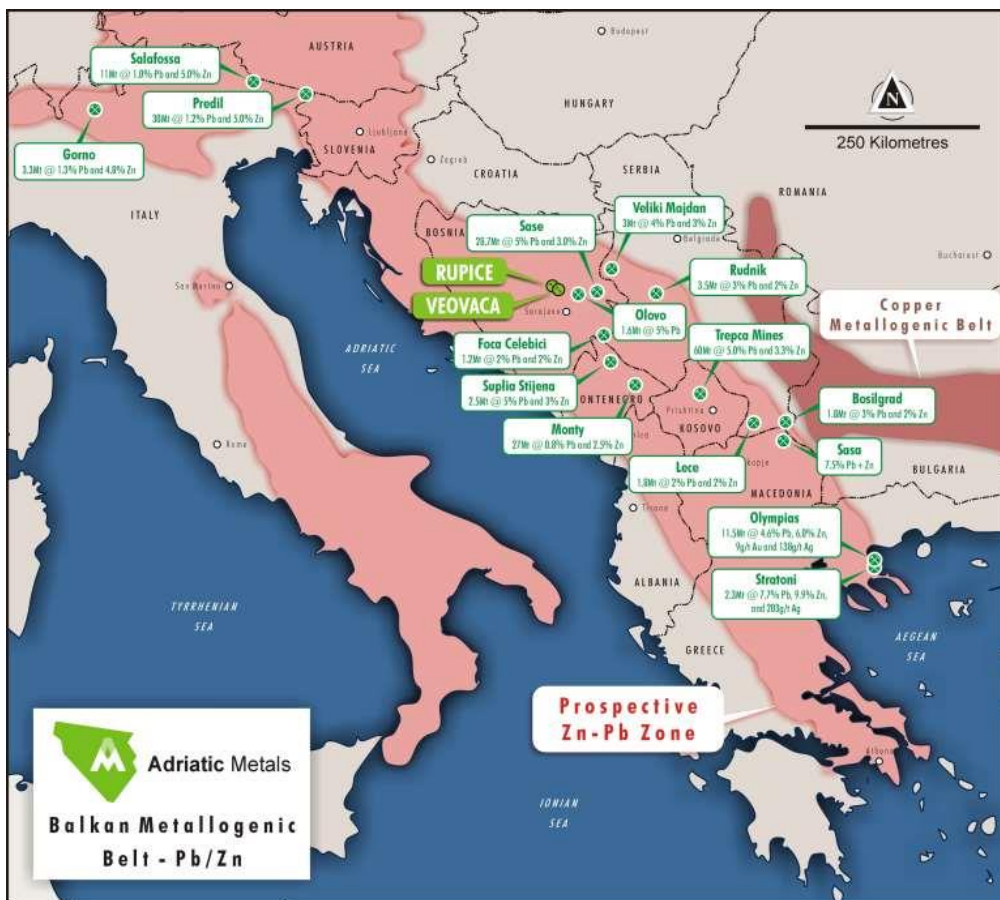 AUSTRIA
Budapest
Salafossa
11Mt @ 1.0% Pb and 5.0% Zn
Predil
38Mt @ 1.2% Pb and 5.0% Zn
HUNGARY
N
250 Kilometres
Ljubljana
SLOVENIA
Zagreb
Gorno
3.3Mt @ 1.3% Pb and 4.8% Zn
CROATIA
SERBIA
ROMANIA
ITALY
Veliki Majdan
3Mt @ 4% Pb and 3% Zn
BOSNIA
Sase
28.7Mt @ 5% Pb and 3.0% Zn
Belgrade
Bucharest
RUPICE
VEOVACA
Rudnik
3.5Mt @ 3% Pb and 2% Zn
San Marino
Sarajevo
Olovo
1.6Mt @ 5% Pb
Copper
Metallogenic Belt
ADRIATIC
SEA
Foca Celebici
1.2Mt @ 2% Pb and 2% Zn
Trepca Mines
60Mt @ 5.0% Pb and 3.3% Zn
Suplia Stijena
2.5Mt @ 5% Pb and 3% Zn
ONTENEGRO
Prishtina
KOSOVO
Bosilgrad
1.0Mt @ 3% Pb and 2% Zn
Monty
27Mt @ 0.8% Pb and 2.5% Zn
Rome
Lece
1.8Mt @ 2% Pb and 2% Zn
kopje
Sasa
7.5% Pb + Zn
BULGARIA
MACEDONIA
Tirana
Olympias
11.5Mt @ 4.6% Pb, 6.0% Zn,
9g/t Au and 138g/t Ag
ALBANIA
Stratoni
2.3Mt @ 7.7% Pb, 9.9% Zn,
and 203g/t Ag
TYRRHENIAN
SEA
GREECE
AEGEAN
SEA
Prospective
Zn-Pb Zone
Adriatic Metals
Balkan Metallogenic
Belt - Pb/Zn
IONIAN
SEA